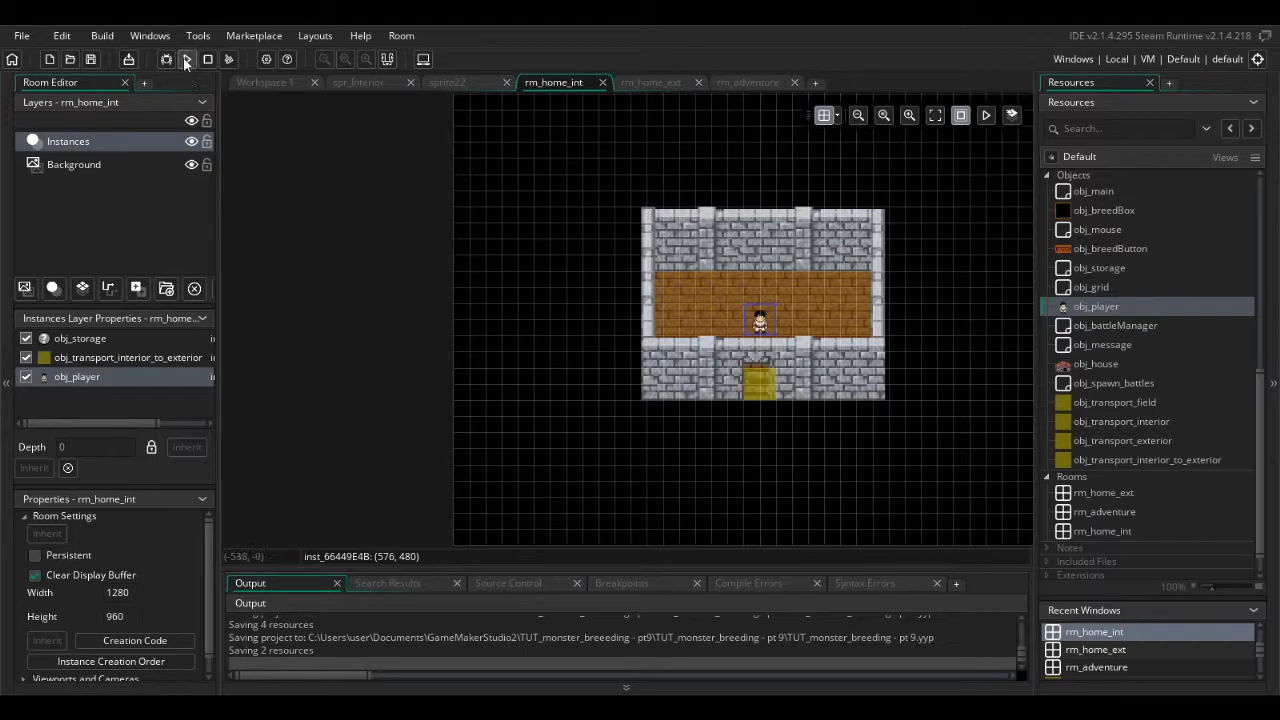 File Edit Build Windows Tools Marketplace Layouts Help Room
IDE v2.1.4.295 Steam Runtime v2.1.4.218
Windows | Local | VM | Default | default
Room Editor
Workspace 1 spr_Interior sprite22 rm_home_int rm_home_ext rm_adventure
Resources
Layers - rm_home_int
Resources
Search...
Instances
Background
Default
Views
Objects
obj_main
obj_breedBox
obj_mouse
obj_breedButton
obj_storage
obj_grid
obj_player
obj_battleManager
obj_message
obj_house
obj_spawn_battles
obj_transport_field
obj_transport_interior
obj_transport_exterior
obj_transport_interior_to_exterior
Rooms
rm_home_ext
rm_adventure
rm_home_int
Notes
Included Files
Extensions
100%
Instances Layer Properties - rm_home...
obj_storage
obj_transport_interior_to_exterior
obj_player
Depth 0
Inherit
Inherit
Properties - rm_home_int
Room Settings
Inherit
Persistent
Clear Display Buffer
Width 1280
Height 960
Inherit
Creation Code
Instance Creation Order
Viewports and Cameras
(-538, -9) inst_66449E4B: (576, 480)
Output Search Results Source Control Breakpoints Compile Errors Syntax Errors
Output
Saving 4 resources
Saving project to: C:\Users\user\Documents\GameMakerStudio2\TUT_monster_breeeding - pt9\TUT_monster_breeding - pt 9\TUT_monster_breeding - pt 9.yyp
Saving 2 resources
Recent Windows
rm_home_int
rm_home_ext
rm_adventure